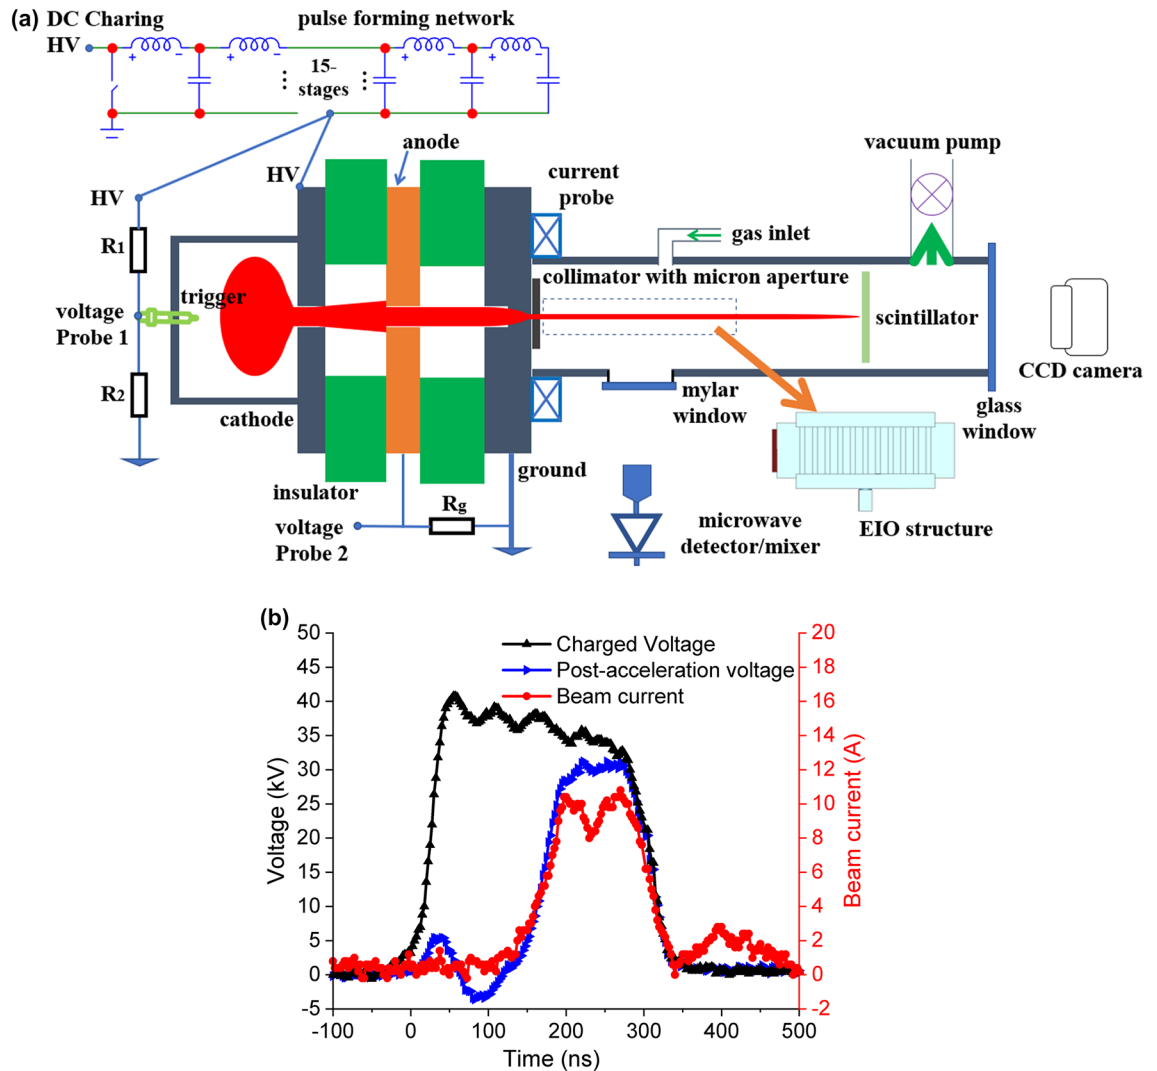 (a)
DC Charing
pulse forming network
HV
+
-
+
-
+
-
+
-
15-
stages
anode
vacuum pump
HV
current
probe
HV
R1
gas inlet
collimator with micron aperture
trigger
voltage
Probe 1
scintillator
CCD camera
R2
mylar
window
cathode
glass
window
ground
insulator
Rg
voltage
Probe 2
microwave
detector/mixer
EIO structure
(b)
50
45
40
35
30
25
20
15
10
5
0
-5
Voltage (kV)
Charged Voltage
Post-acceleration voltage
Beam current
20
18
16
14
12
10
8
6
4
2
0
-2
Beam current (A)
-100
0
100
200
300
400
500
Time (ns)